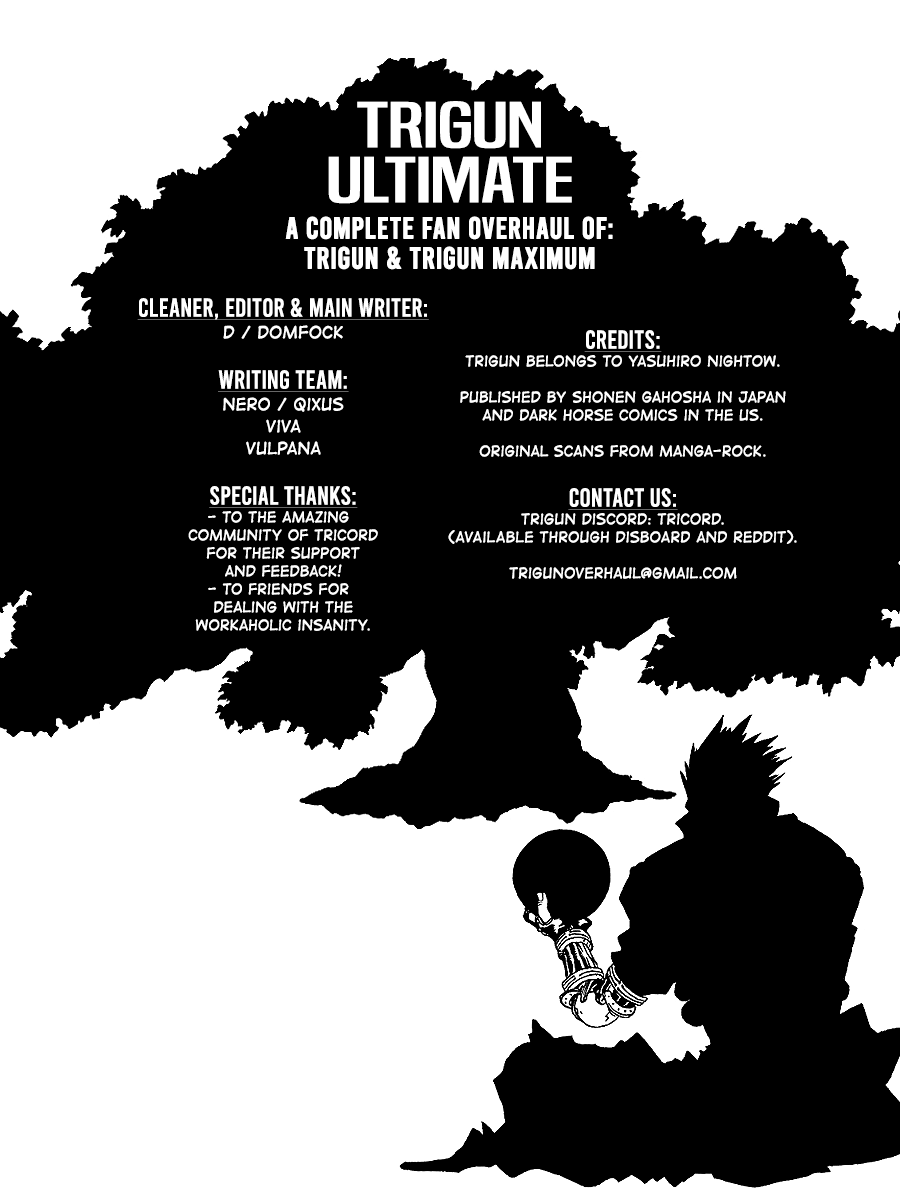 TRIGUN
ULTIMATE
A COMPLETE FAN OVERHAUL OF:
TRIGUN & TRIGUN MAXIMUM
CLEANER, EDITOR & MAIN WRITER:
D / DOMFOCK
WRITING TEAM:
NERO / QIXUS
VIVA
VULPANA
SPECIAL THANKS:
- TO THE AMAZING
COMMUNITY OF TRICORD
FOR THEIR SUPPORT
AND FEEDBACK!
- TO FRIENDS FOR
DEALING WITH THE
WORKAHOLIC INSANITY.
CREDITS:
TRIGUN BELONGS TO YASUHIRO NIGHTOW.
PUBLISHED BY SHONEN GAHOSHA IN JAPAN
AND DARK HORSE COMICS IN THE US.
ORIGINAL SCANS FROM MANGA-ROCK.
CONTACT US:
TRIGUN DISCORD: TRICORD.
(AVAILABLE THROUGH DISBOARD AND REDDIT).
TRIGUNOVERHAUL@GMAIL.COM